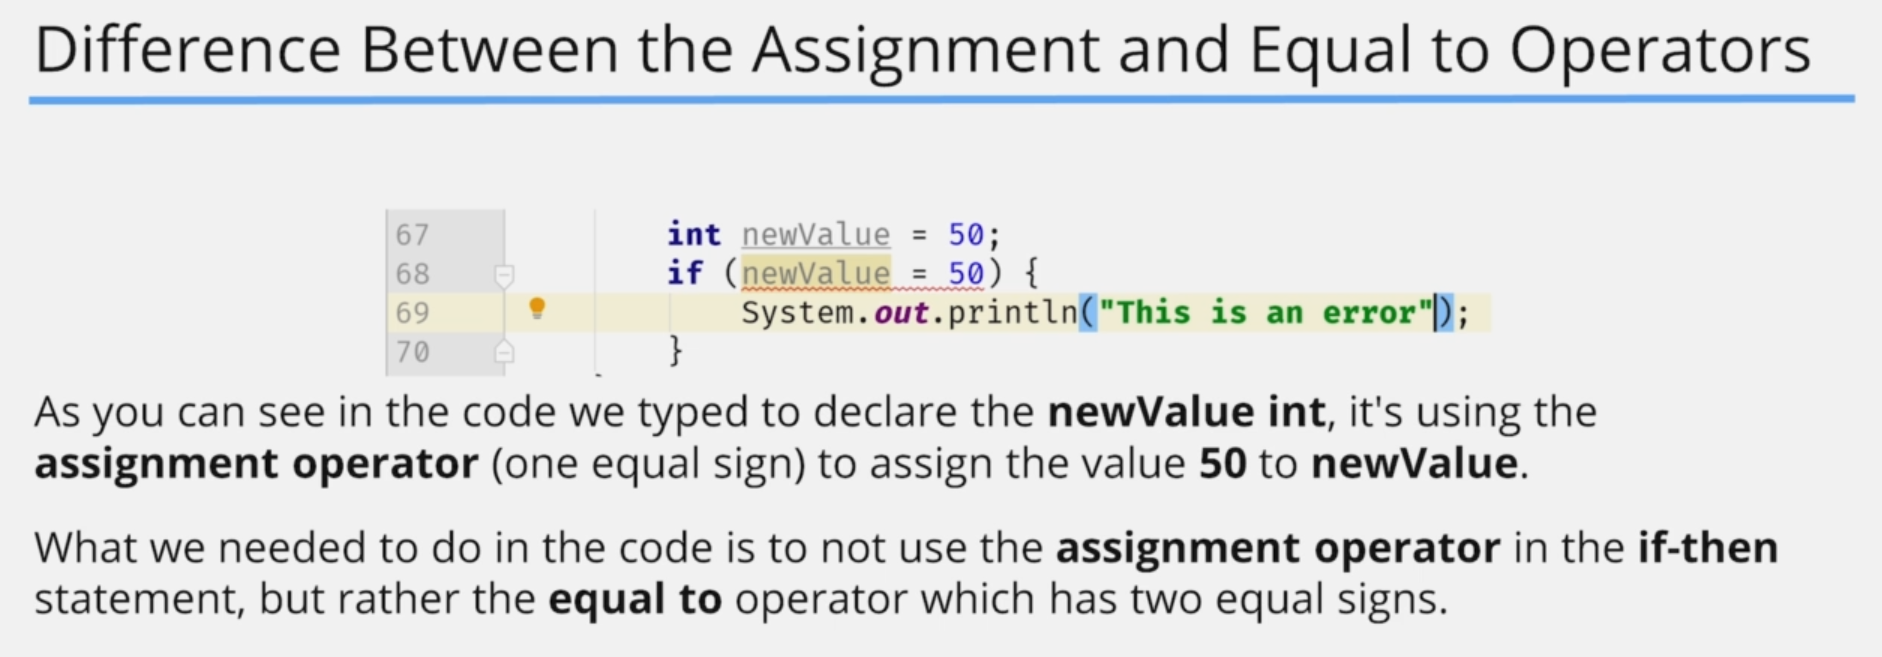 Difference Between the Assignment and Equal to Operators
67 int newValue = 50;
68 if (newValue = 50) {
69 System.out.println("This is an error");
70 }
As you can see in the code we typed to declare the newValue int, it's using the
assignment operator (one equal sign) to assign the value 50 to newValue.
What we needed to do in the code is to not use the assignment operator in the if-then
statement, but rather the equal to operator which has two equal signs.